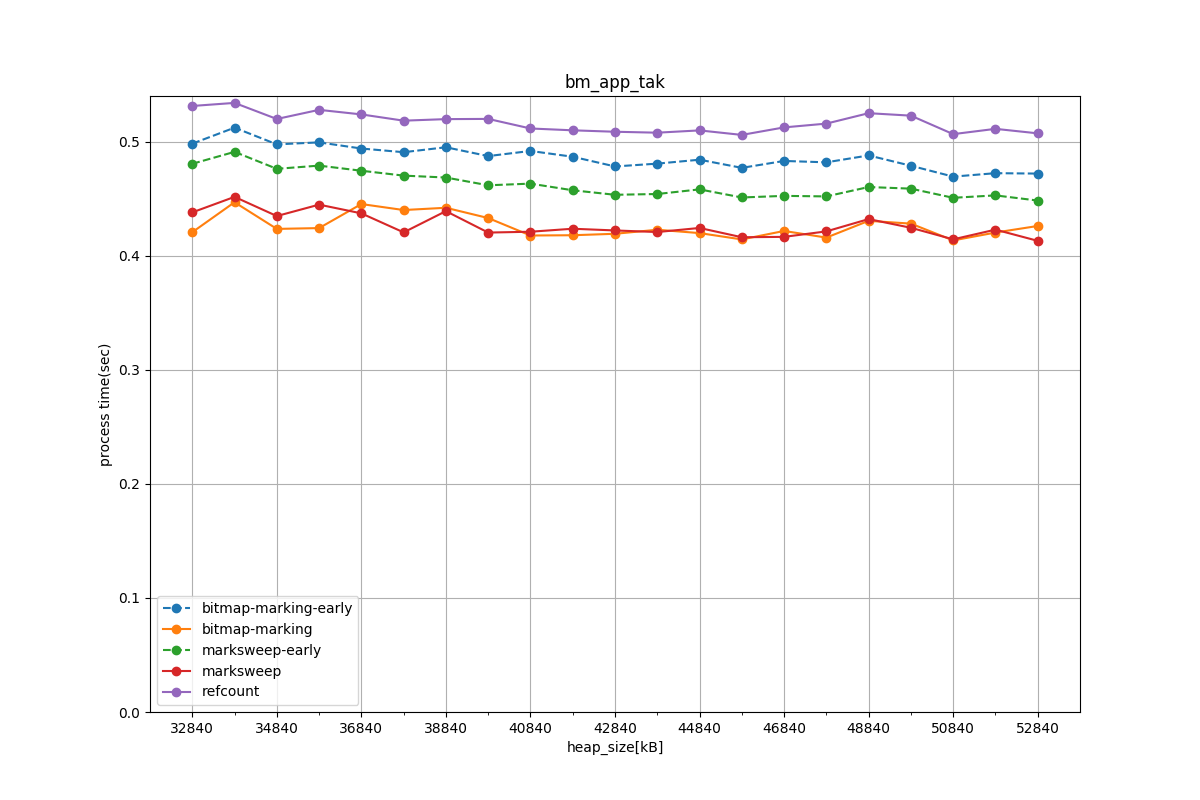 bm_app_tak
0.5
0.4
0.3
0.2
0.1
0.0
process time(sec)
bitmap-marking-early
bitmap-marking
marksweep-early
marksweep
refcount
32840 34840 36840 38840 40840 42840 44840 46840 48840 50840 52840
heap_size[kB]